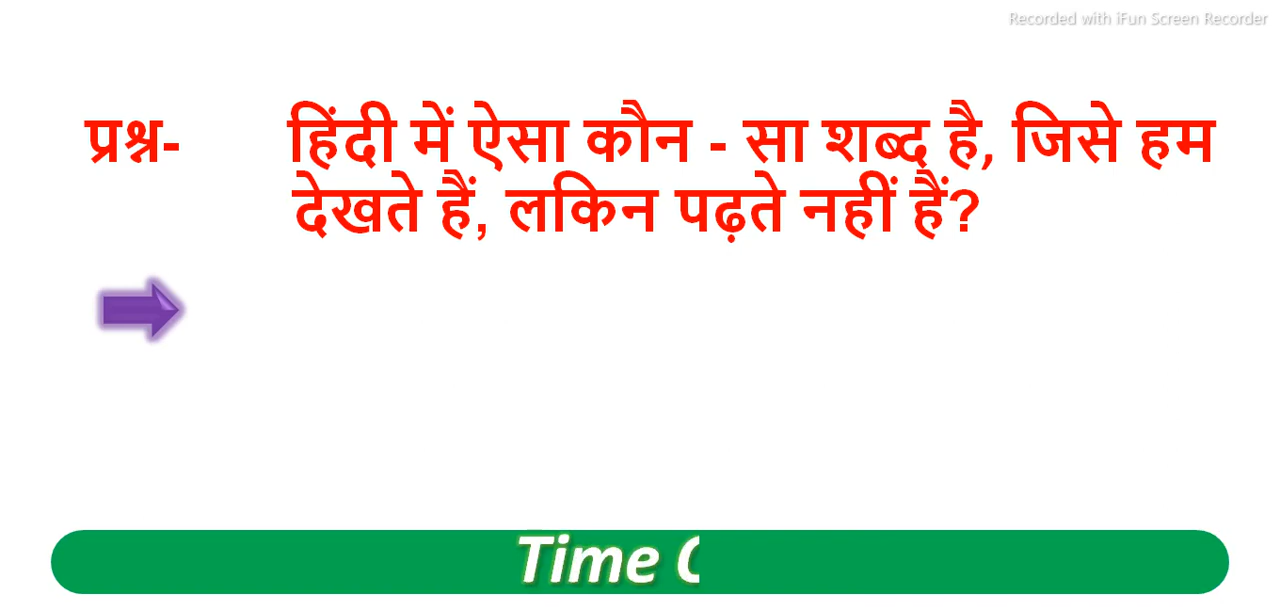 Recorded with iFun Screen Recorder
प्रश्न- हिंदी में ऐसा कौन - सा शब्द है, जिसे हम
देखते हैं, लकिन पढ़ते नहीं हैं?
Time